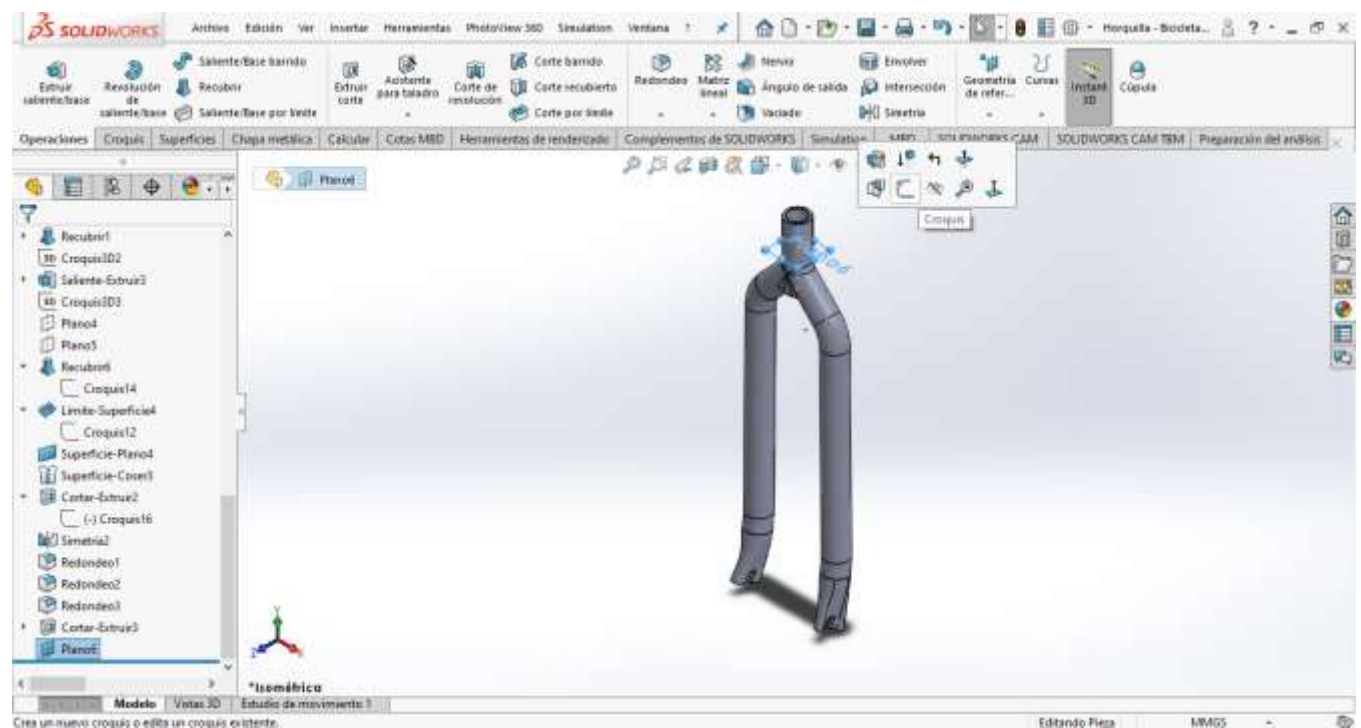 SOLIDWORKS
Archivo Edición Ver Insertar Herramientas PhotoView 360 Simulation Ventana ?
Horquilla - Bicicleta...
Extruir saliente/base
Revolución de saliente/base
Saliente/Base barrido
Recubrir
Saliente/Base por límite
Extruir corte
Asistente para taladro
Corte de revolución
Corte barrido
Corte recubierto
Corte por límite
Redondeo
Matriz lineal
Nervio
Ángulo de salida
Vaciado
Envolver
Intersección
Simetría
Geometría de refer...
Curvas
Instant 3D
Cúpula
Operaciones Croquis Superficies Chapa metálica Calcular Cotas MBD Herramientas de renderizado Complementos de SOLIDWORKS Simulation MBD SOLIDWORKS CAM SOLIDWORKS CAM TBM Preparación del análisis
Plano6
Croquis
Recubrir1
3D Croquis3D2
Saliente-Extruir3
3D Croquis3D3
Plano4
Plano5
Recubrir6
Croquis14
Límite-Superficie4
Croquis12
Superficie-Plano4
Cortar-Extruir2
(-) Croquis16
Simetría2
Redondeo1
Redondeo2
Redondeo3
Cortar-Extruir3
Plano6
*Isométrica
Modelo Vistas 3D Estudio de movimiento 1
Crea un nuevo croquis o edita un croquis existente.
Editando Pieza
MMGS